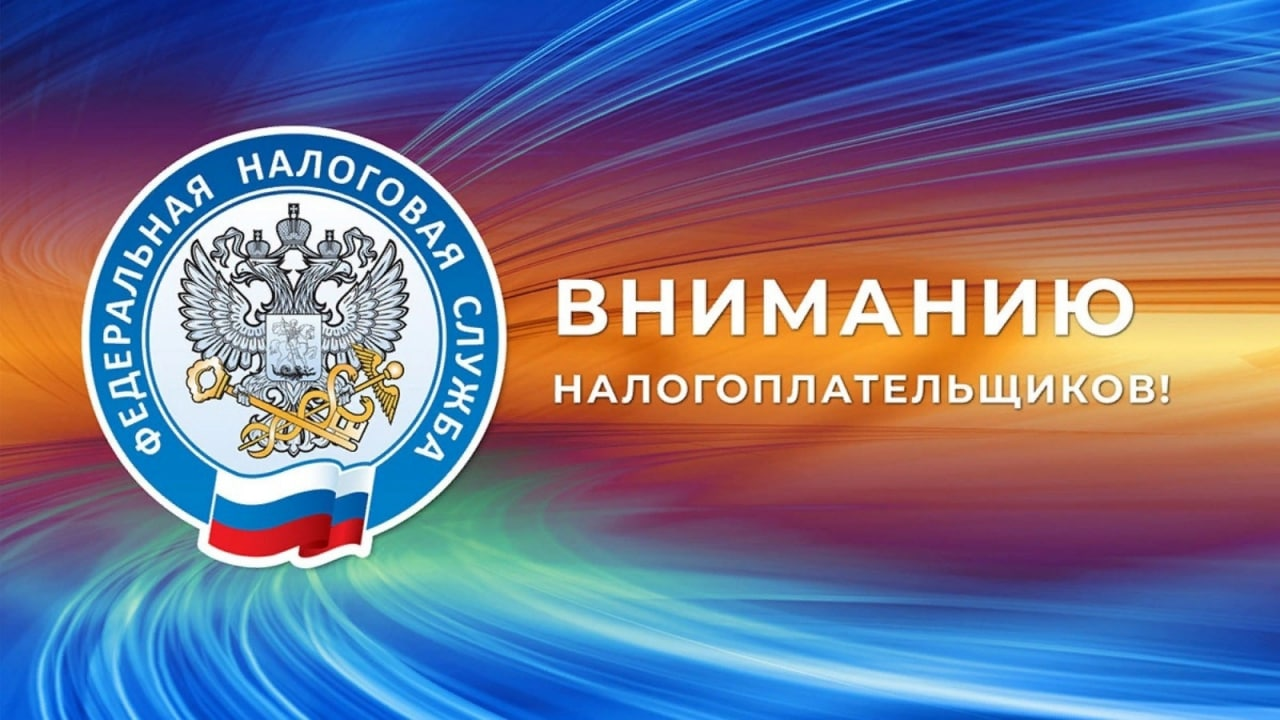 ФЕДЕРАЛЬНАЯ НАЛОГОВАЯ СЛУЖБА
ВНИМАНИЮ
НАЛОГОПЛАТЕЛЬЩИКОВ!